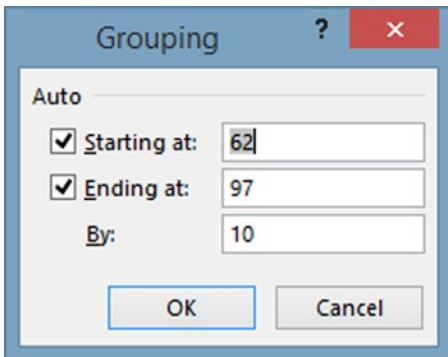 Grouping ? ×
Auto
Starting at: 62
Ending at: 97
By: 10
OK Cancel